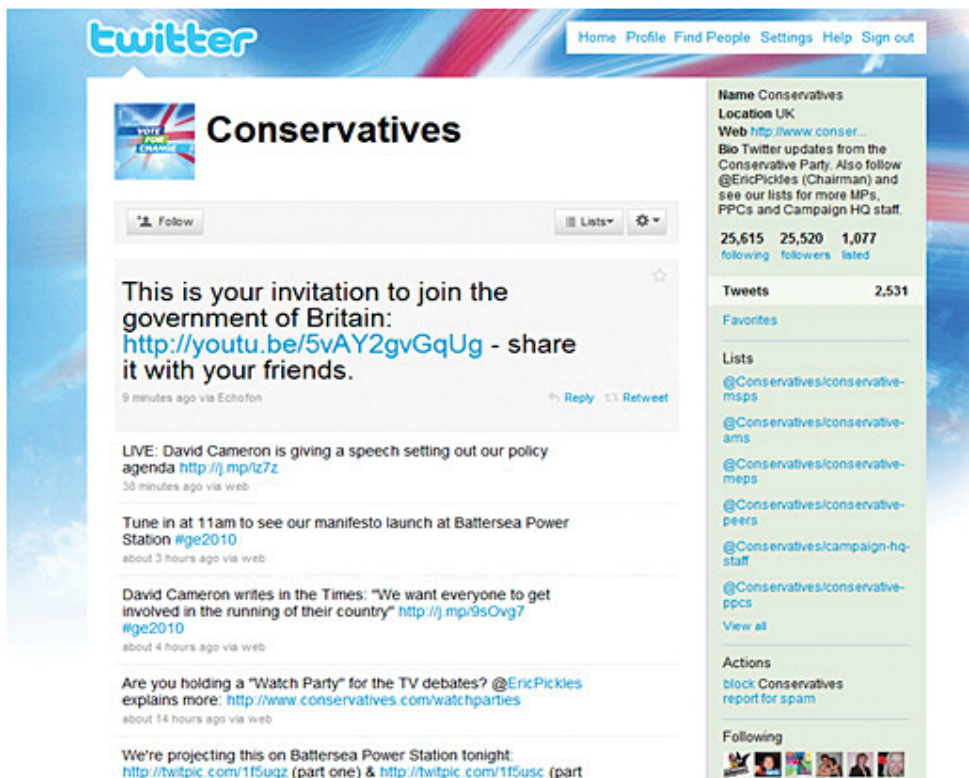 twitter
Home Profile Find People Settings Help Sign out
VOTE
FOR
CHANGE
Conservatives
Follow
Lists
This is your invitation to join the
government of Britain:
http://youtu.be/5vAY2gvGqUg - share
it with your friends.
9 minutes ago via Echofon
Reply Retweet
LIVE: David Cameron is giving a speech setting out our policy
agenda http://j.mp/lz7z
38 minutes ago via web
Tune in at 11am to see our manifesto launch at Battersea Power
Station #ge2010
about 3 hours ago via web
David Cameron writes in the Times: "We want everyone to get
involved in the running of their country" http://j.mp/9sOvg7
#ge2010
about 4 hours ago via web
Are you holding a "Watch Party" for the TV debates? @EricPickles
explains more: http://www.conservatives.com/watchparties
about 14 hours ago via web
We're projecting this on Battersea Power Station tonight:
http://twitpic.com/1f5ugz (part one) & http://twitpic.com/1f5usc (part
Name Conservatives
Location UK
Web http://www.conser...
Bio Twitter updates from the
Conservative Party. Also follow
@EricPickles (Chairman) and
see our lists for more MPs,
PPCs and Campaign HQ staff.
25,615 25,520 1,077
following followers listed
Tweets 2,531
Favorites
Lists
@Conservatives/conservative-
msps
@Conservatives/conservative-
ams
@Conservatives/conservative-
meps
@Conservatives/conservative-
peers
@Conservatives/campaign-hq-
staff
@Conservatives/conservative-
ppcs
View all
Actions
block Conservatives
report for spam
Following